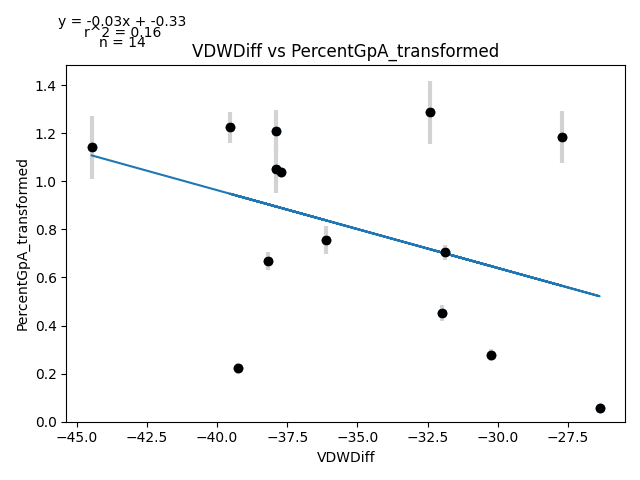 y = -0.03x + -0.33
r^2 = 0.16
n = 14
VDWDiff vs PercentGpA_transformed
PercentGpA_transformed
1.4
1.2
1.0
0.8
0.6
0.4
0.2
0.0
−45.0 −42.5 −40.0 −37.5 −35.0 −32.5 −30.0 −27.5
VDWDiff